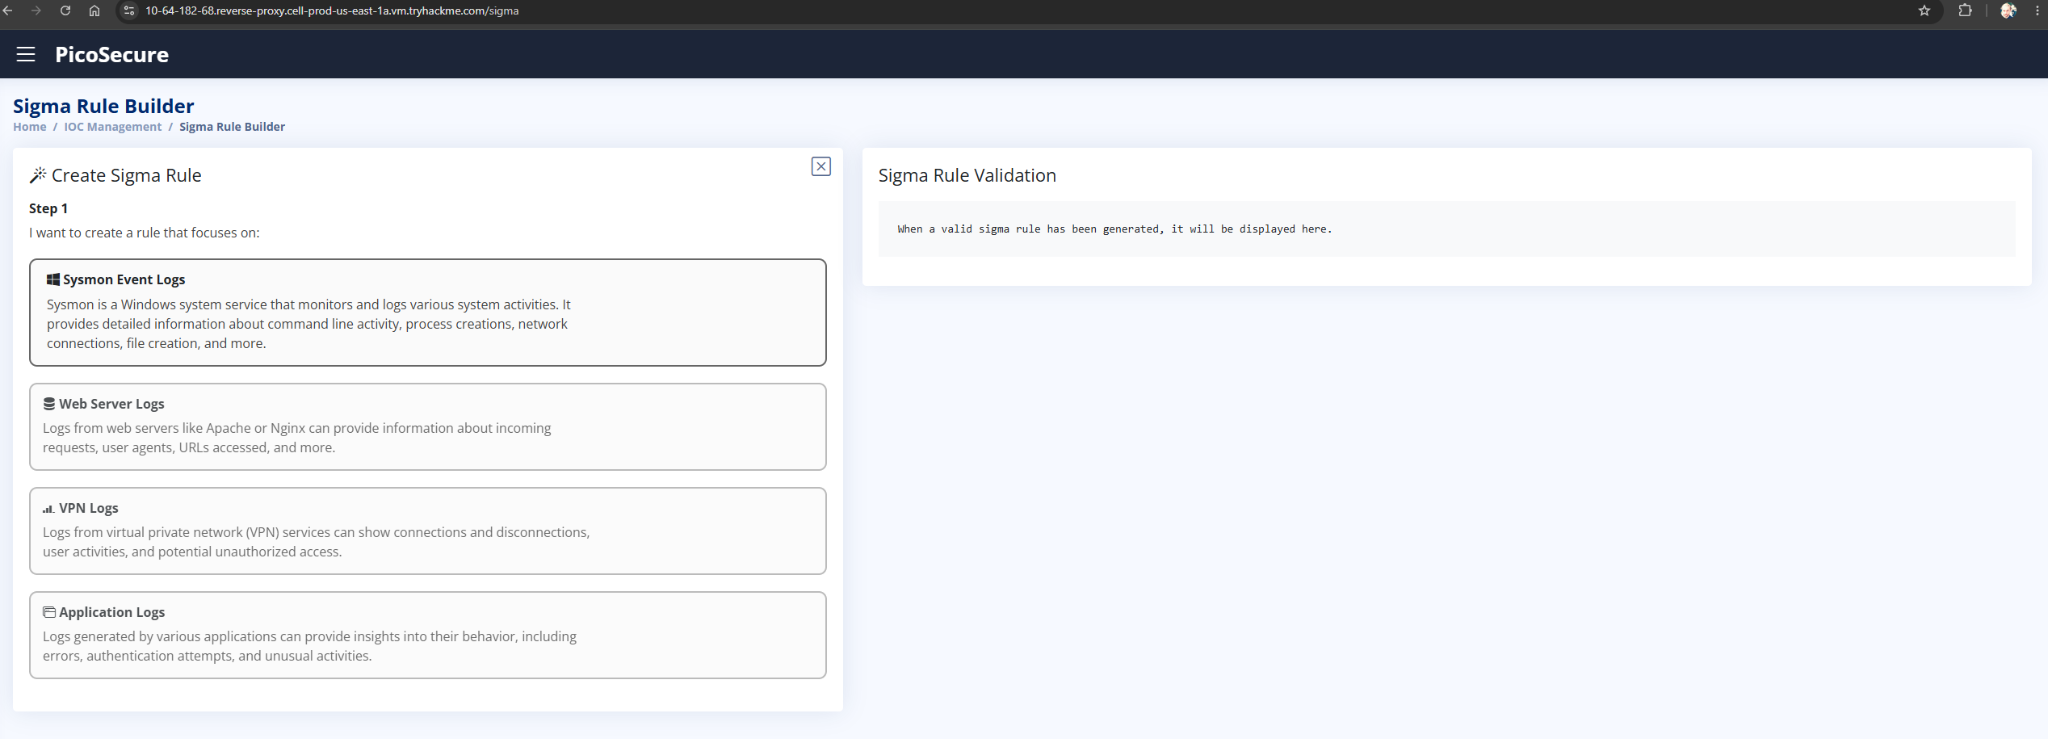 10-64-182-68.reverse-proxy.cell-prod-us-east-1a.vm.tryhackme.com/sigma
PicoSecure
Sigma Rule Builder
Home / IOC Management / Sigma Rule Builder
Create Sigma Rule
Step 1
I want to create a rule that focuses on:
Sysmon Event Logs
Sysmon is a Windows system service that monitors and logs various system activities. It
provides detailed information about command line activity, process creations, network
connections, file creation, and more.
Web Server Logs
Logs from web servers like Apache or Nginx can provide information about incoming
requests, user agents, URLs accessed, and more.
VPN Logs
Logs from virtual private network (VPN) services can show connections and disconnections,
user activities, and potential unauthorized access.
Application Logs
Logs generated by various applications can provide insights into their behavior, including
errors, authentication attempts, and unusual activities.
Sigma Rule Validation
When a valid sigma rule has been generated, it will be displayed here.